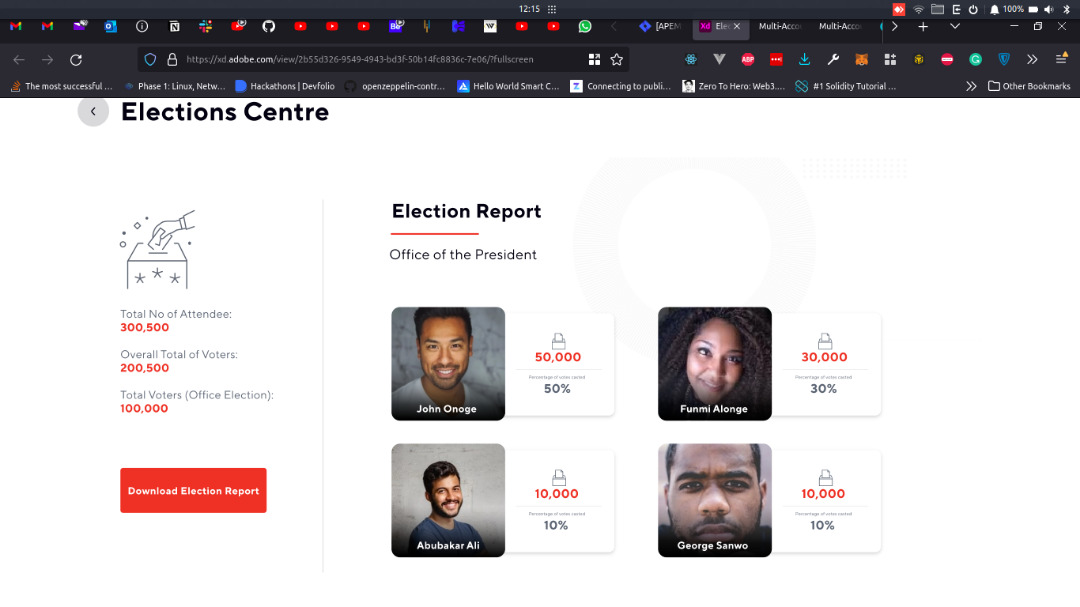 12:15
100%
[APEM
Ele
Multi-Acco
Multi-Acco
https://xd.adobe.com/view/2b55d326-9549-4943-bd3f-50b14fc8836c-7e06/?fullscreen
The most successful ...
Phase 1: Linux, Netw...
Hackathons | Devfolio
openzeppelin-contr...
Hello World Smart C...
Connecting to publi...
Zero To Hero: Web3....
#1 Solidity Tutorial ...
Other Bookmarks
Elections Centre
Election Report
Office of the President
Total No of Attendee:
300,500
Overall Total of Voters:
200,500
Total Voters (Office Election):
100,000
Download Election Report
John Onoge
50,000
Percentage of votes casted
50%
Funmi Alonge
30,000
Percentage of votes casted
30%
Abubakar Ali
10,000
Percentage of votes casted
10%
George Sanwo
10,000
Percentage of votes casted
10%